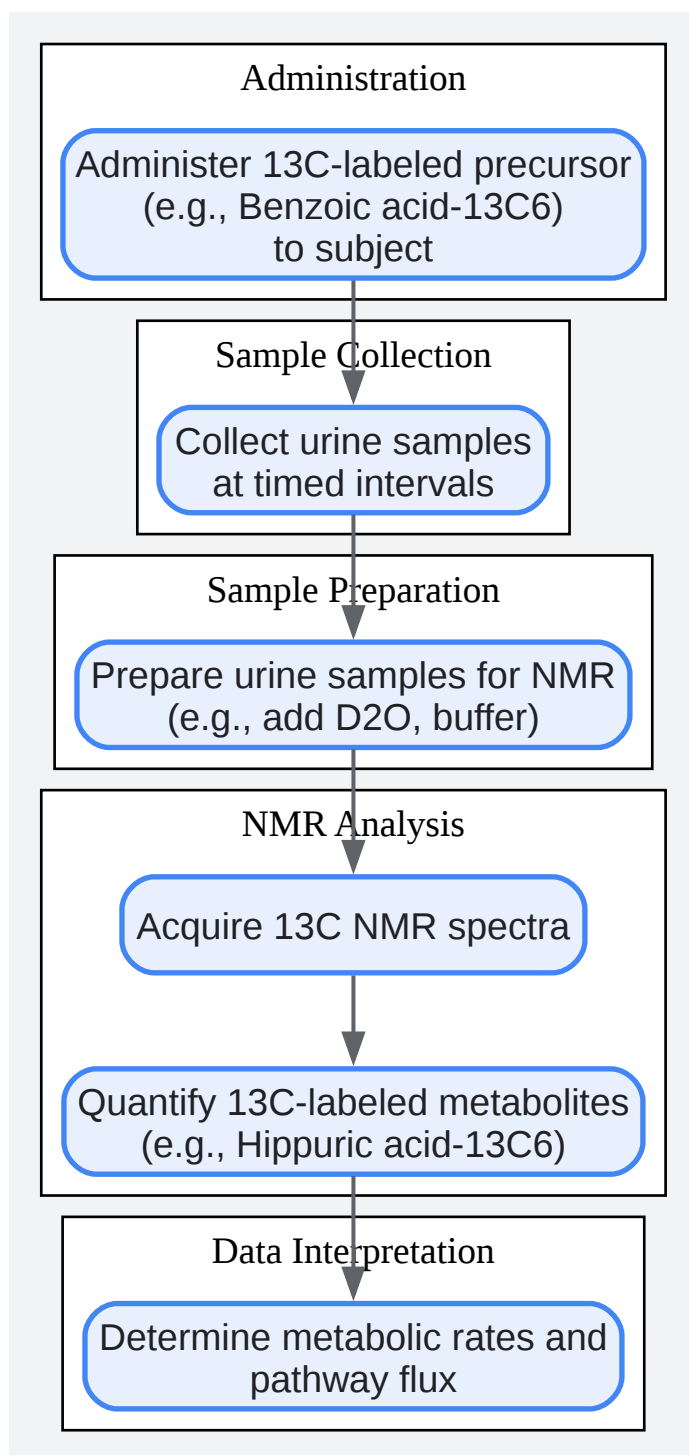 Administration
Administer 13C-labeled precursor
(e.g., Benzoic acid-13C6)
to subject
Sample Collection
Collect urine samples
at timed intervals
Sample Preparation
Prepare urine samples for NMR
(e.g., add D2O, buffer)
NMR Analysis
Acquire 13C NMR spectra
Quantify 13C-labeled metabolites
(e.g., Hippuric acid-13C6)
Data Interpretation
Determine metabolic rates and
pathway flux